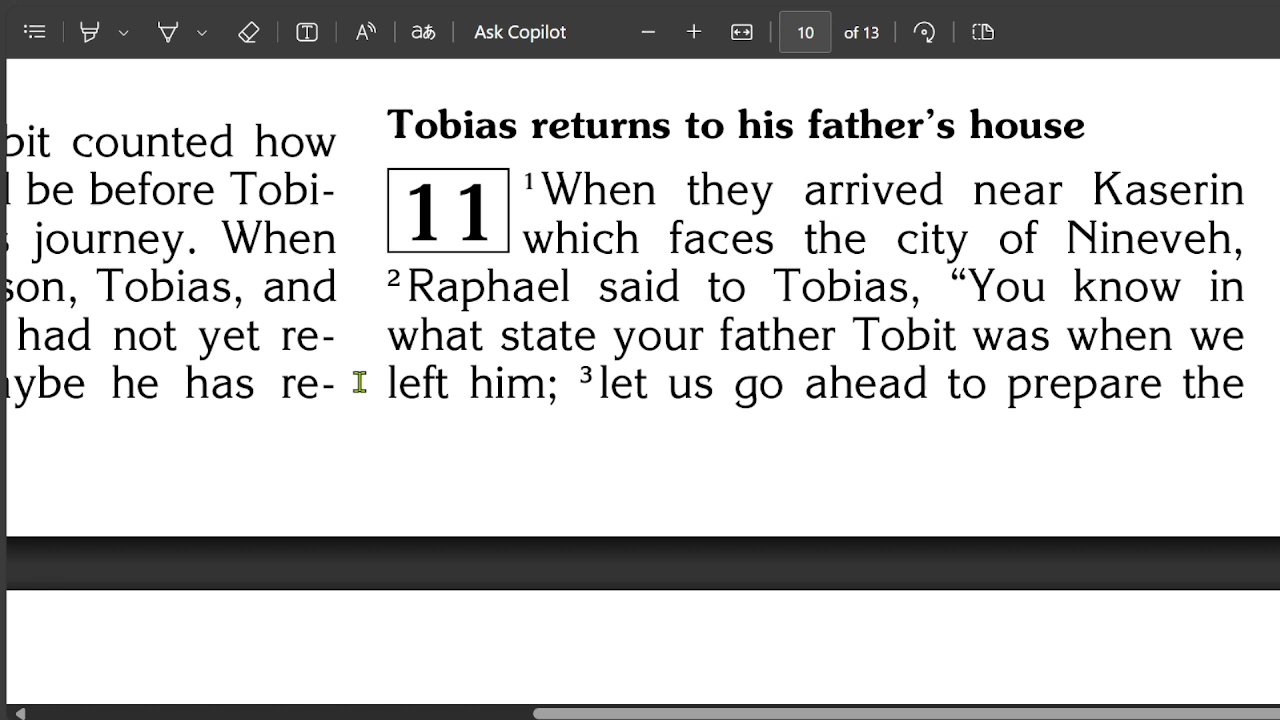 Ask Copilot
10 of 13
bit counted how
be before Tobi-
journey. When
son, Tobias, and
had not yet re-
he has re-
Tobias returns to his father’s house
11 ¹When they arrived near Kaserin
which faces the city of Nineveh,
²Raphael said to Tobias, “You know in
what state your father Tobit was when we
left him; ³let us go ahead to prepare the